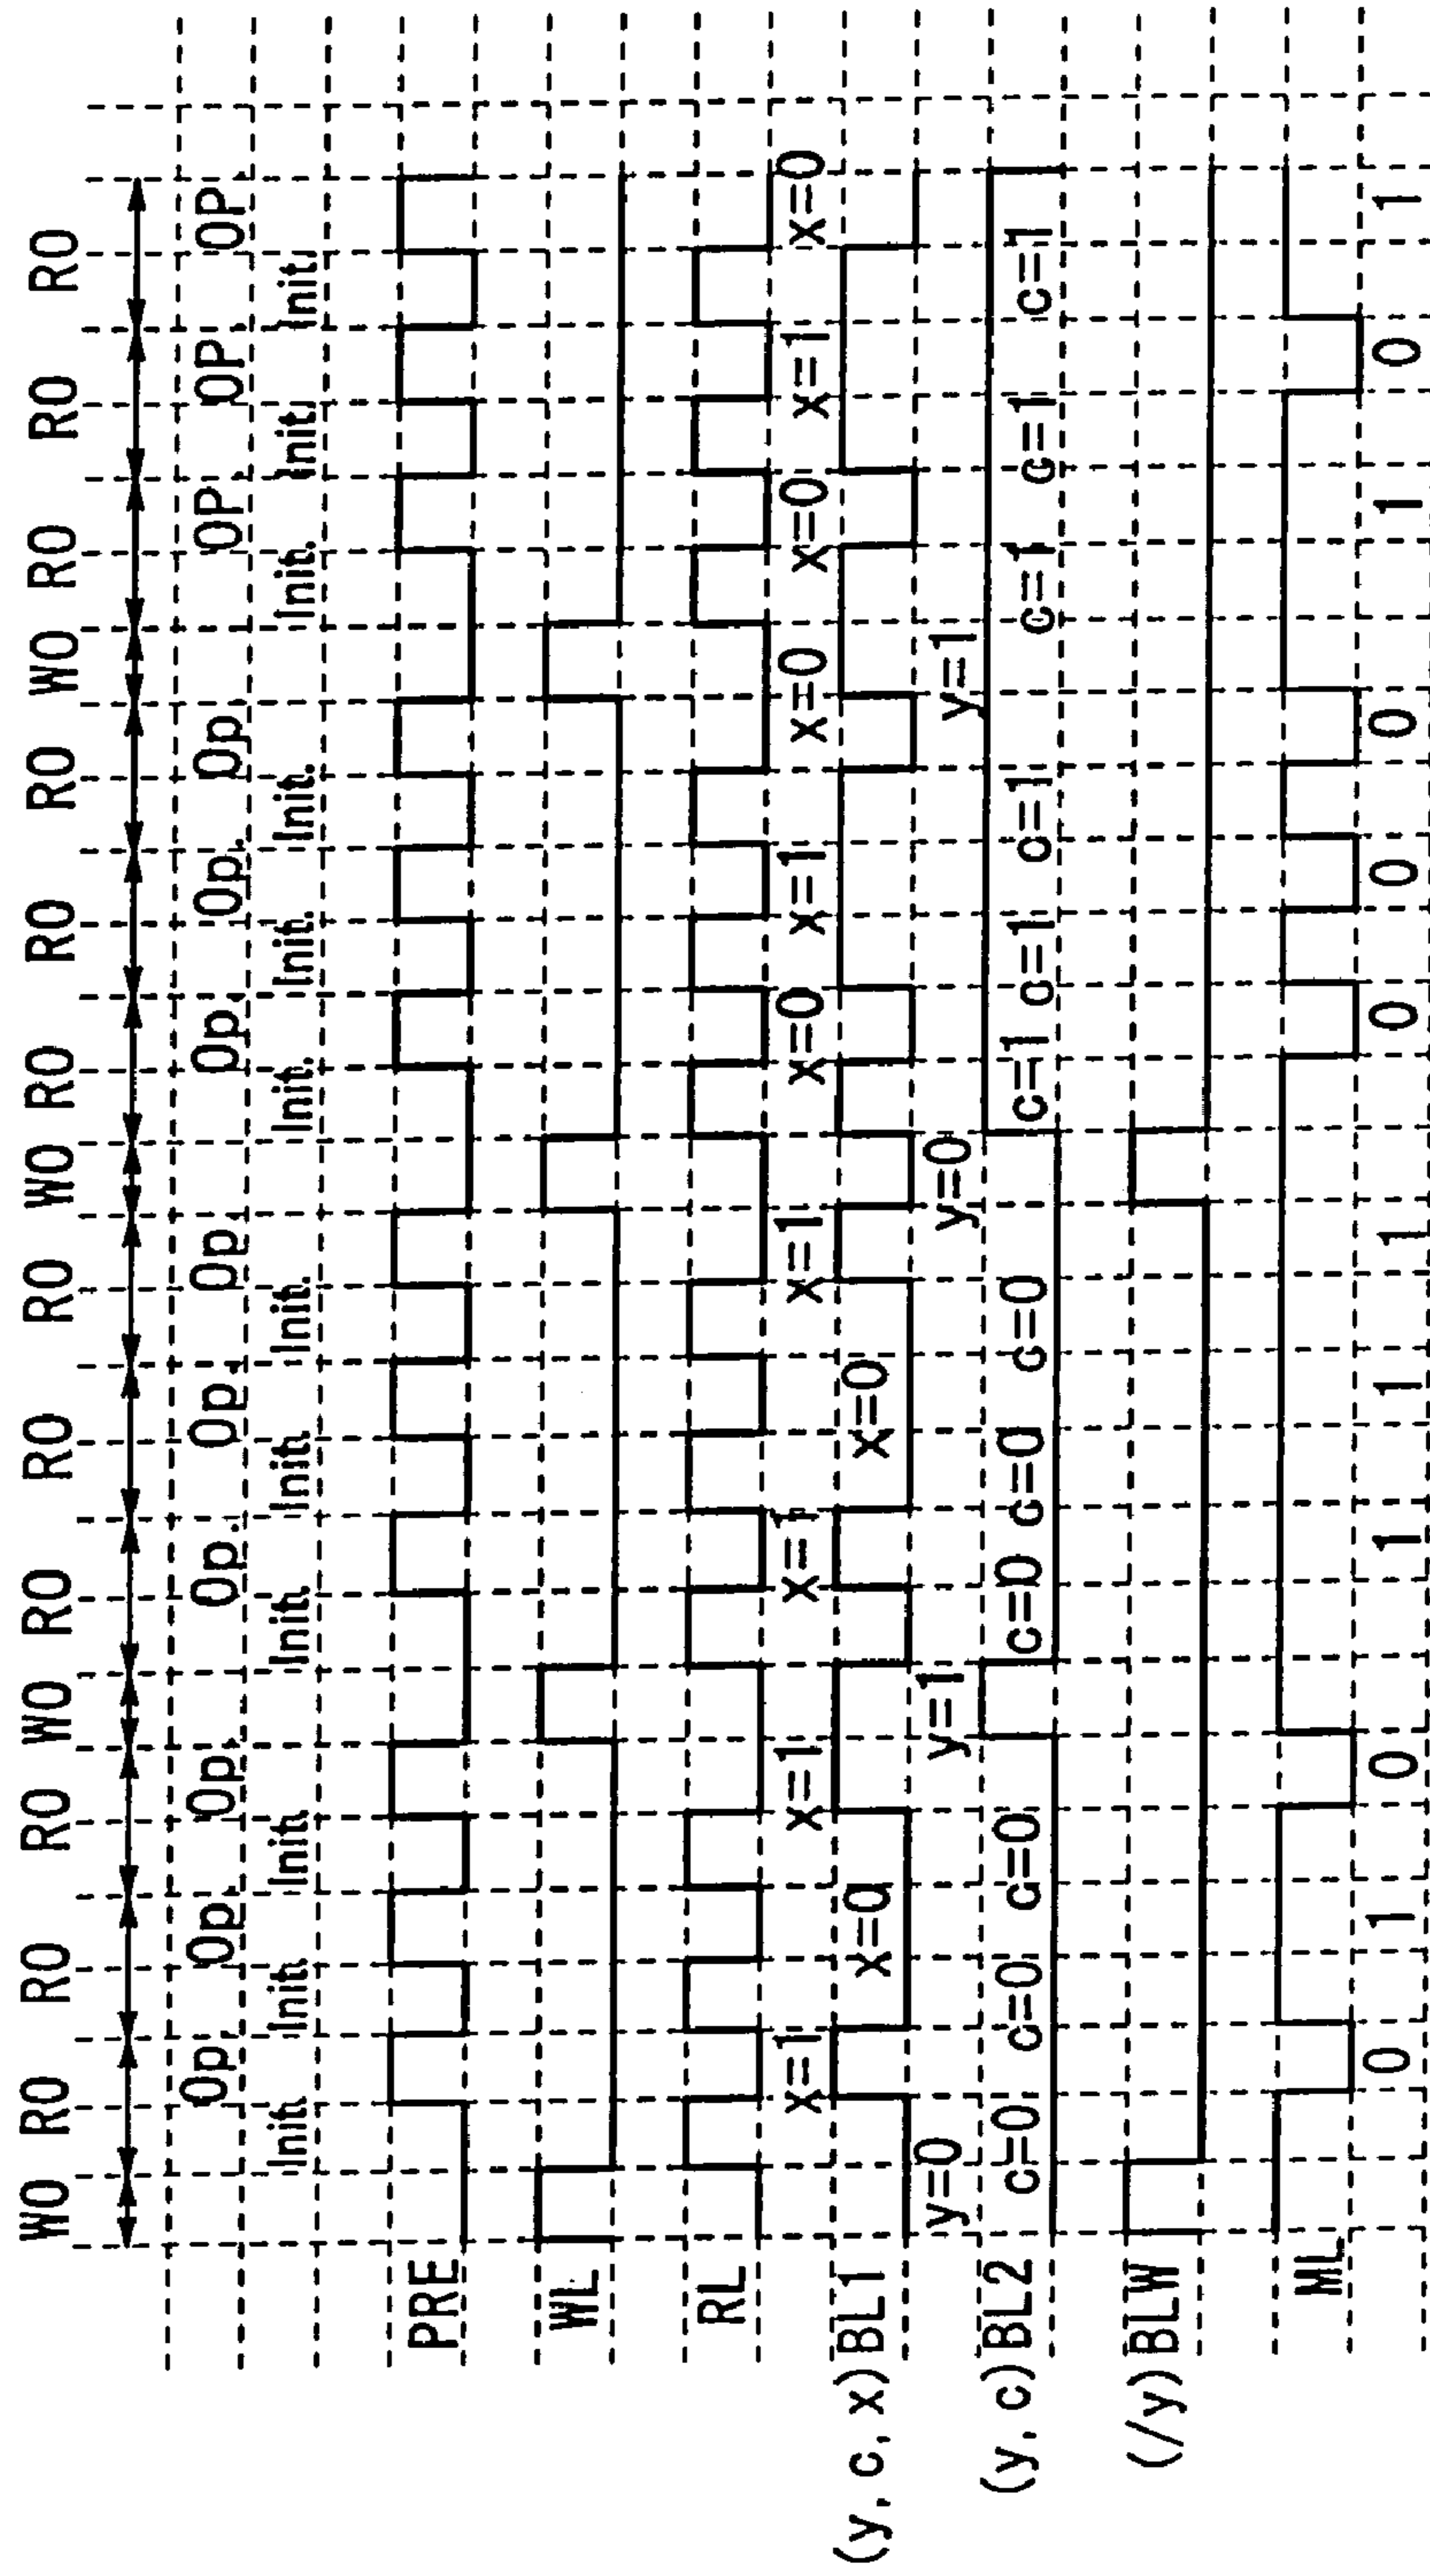 WO RO RO RO WO RO RO RO WO RO RO RO WO RO RO RO
Op. Op. Op. Op. Op. Op. Op. Op. Op. OP. OP. OP.
Init. Init. Init. Init. Init. Init. Init. Init. Init. Init. Init. Init.
PRE
WL
RL
x=1 x=1 x=1 x=1 x=0 x=1 x=0 x=0 x=1 x=0
(y, c, x)BL1 x=0 x=0
y=0 y=1 y=0 y=1
(y, c)BL2 c=0 c=0 c=0 c=0 c=0 c=0 c=1 c=1 c=1 c=1 c=1 c=1
(/y)BLW
ML
0 1 0 1 1 1 0 0 0 1 0 1